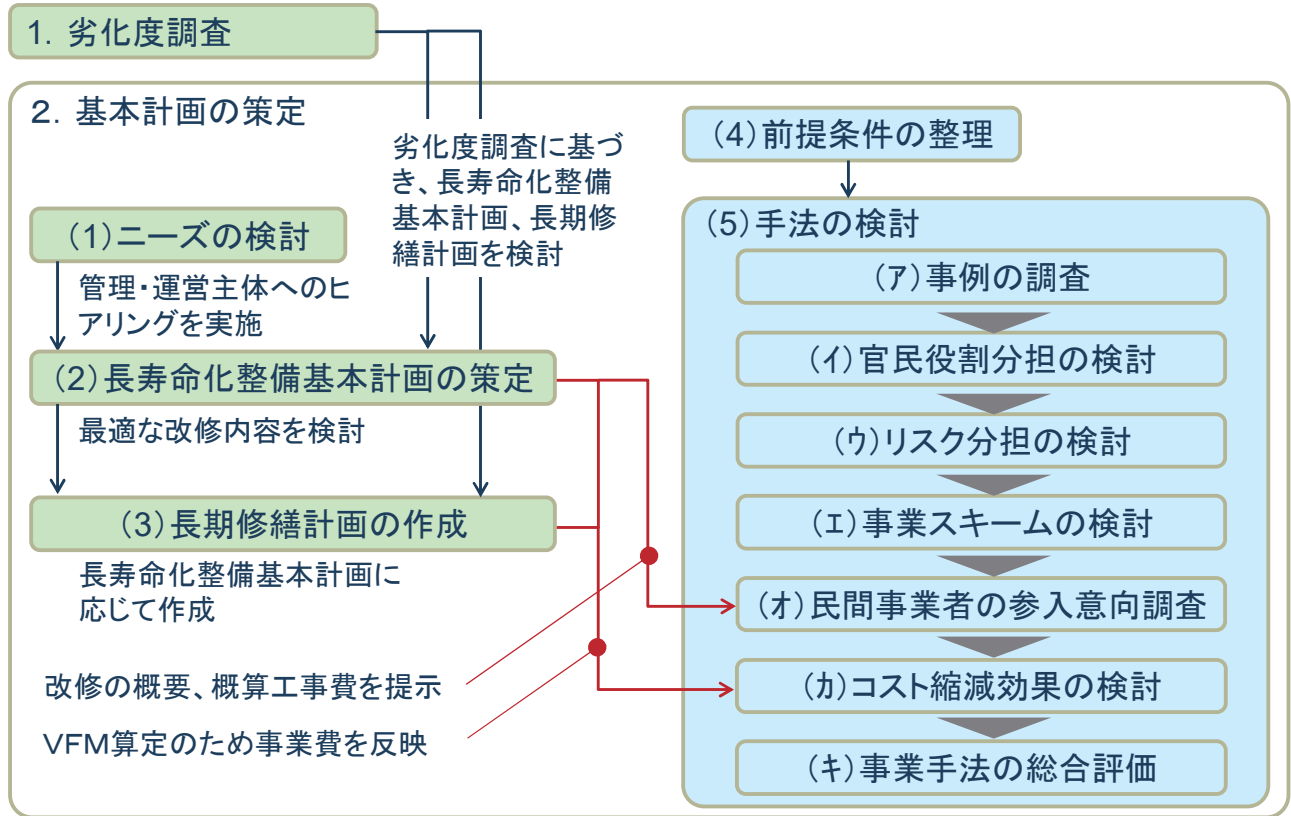 1. 劣化度調査
2. 基本計画の策定
劣化度調査に基づ
き、長寿命化整備
基本計画、長期修
繕計画を検討
(1)ニーズの検討
管理・運営主体へのヒ
アリングを実施
(2)長寿命化整備基本計画の策定
最適な改修内容を検討
(3)長期修繕計画の作成
長寿命化整備基本計画に
応じて作成
改修の概要、概算工事費を提示
VFM算定のため事業費を反映
(4)前提条件の整理
(5)手法の検討
(ア)事例の調査
(イ)官民役割分担の検討
(ウ)リスク分担の検討
(エ)事業スキームの検討
(オ)民間事業者の参入意向調査
(カ)コスト縮減効果の検討
(キ)事業手法の総合評価